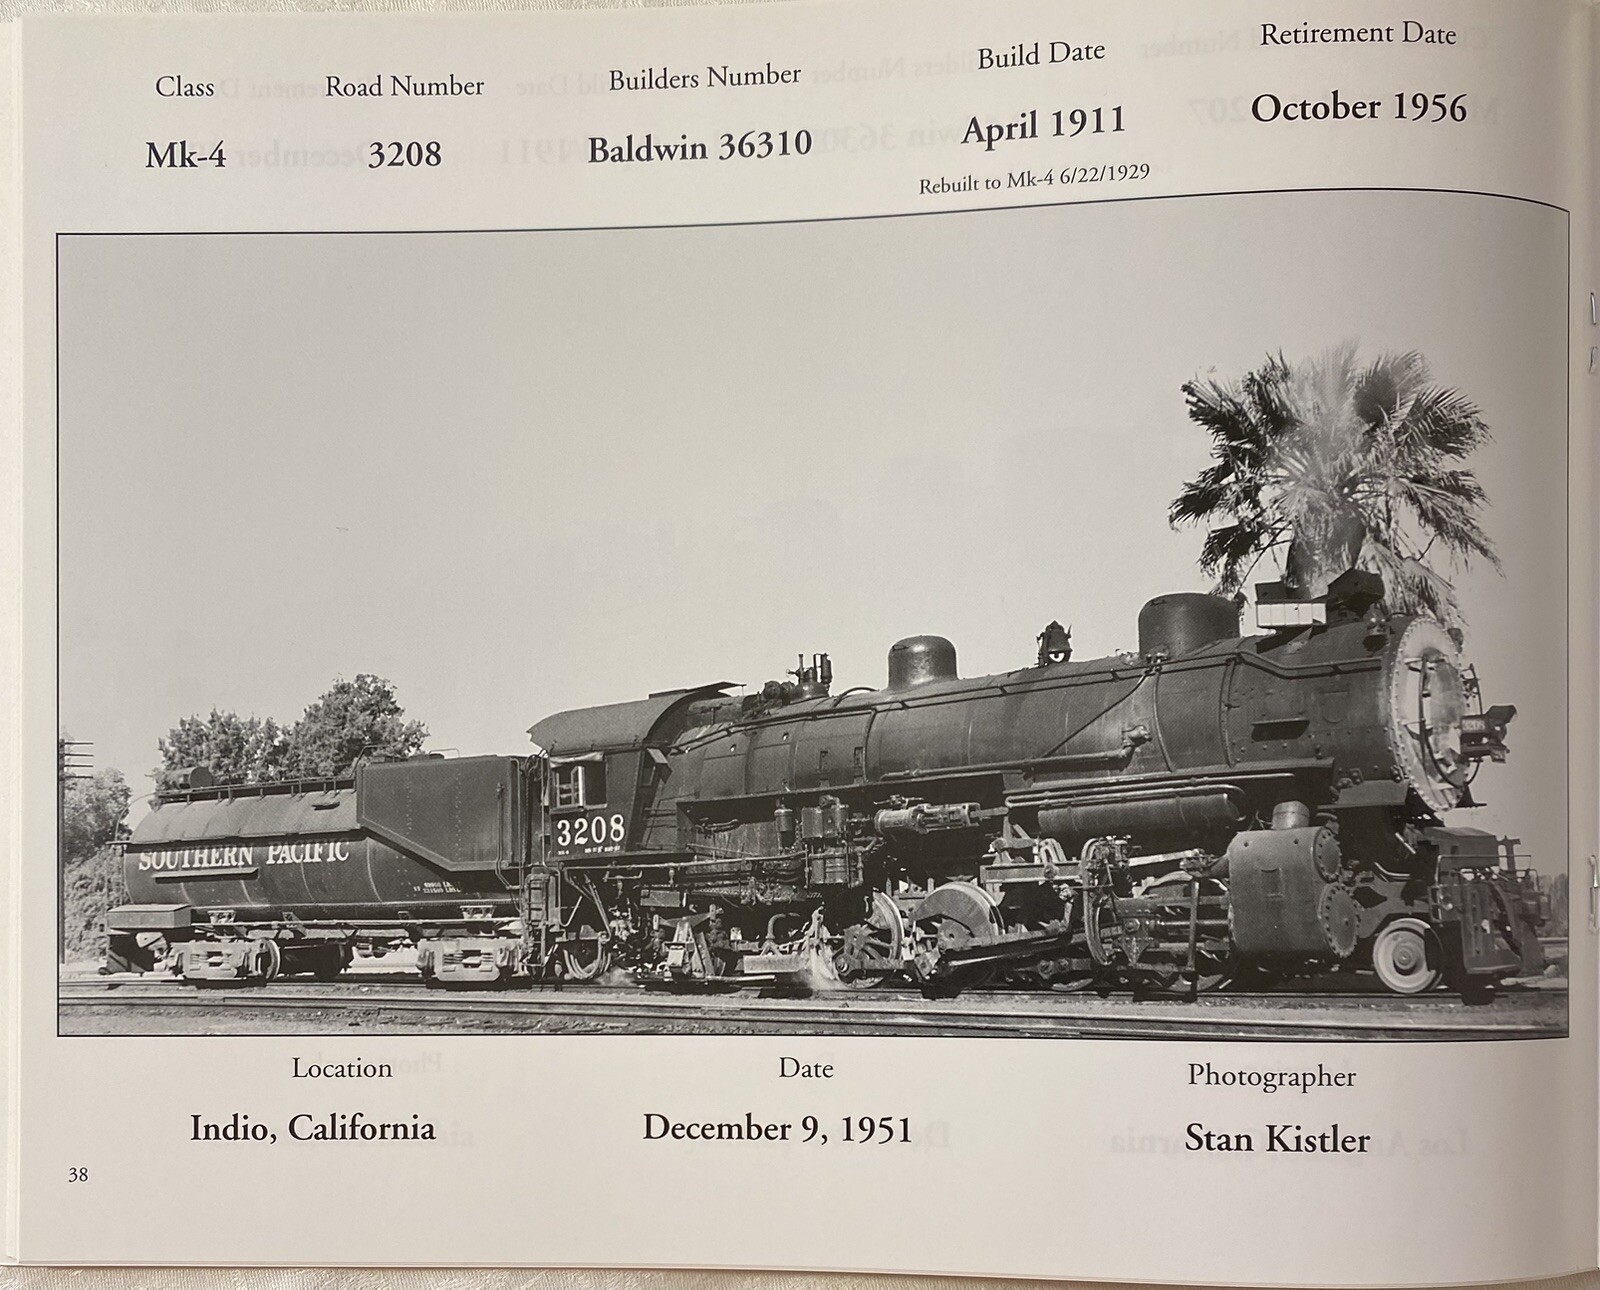 Class Road Number Builders Number Build Date Retirement Date
Mk-4 3208 Baldwin 36310 April 1911 October 1956
Rebuilt to Mk-4 6/22/1929
3208
SOUTHERN PACIFIC
Location Date Photographer
Indio, California December 9, 1951 Stan Kistler
38